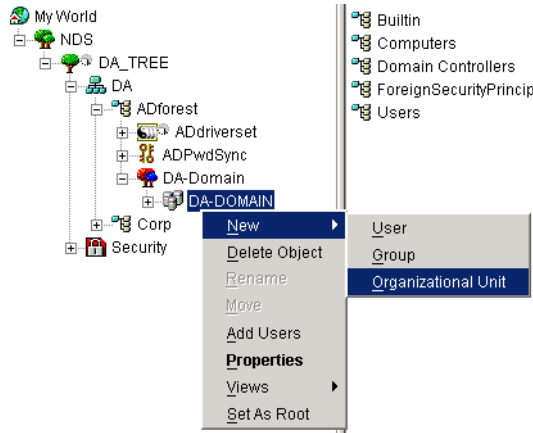 My World
NDS
DA_TREE
DA
ADforest
ADdriverset
ADPwdSync
DA-Domain
DA-DOMAIN
Corp
Security
Builtin
Computers
Domain Controllers
ForeignSecurityPrincip
Users
New
Delete Object
Rename
Move
Add Users
Properties
Views
Set As Root
User
Group
Organizational Unit